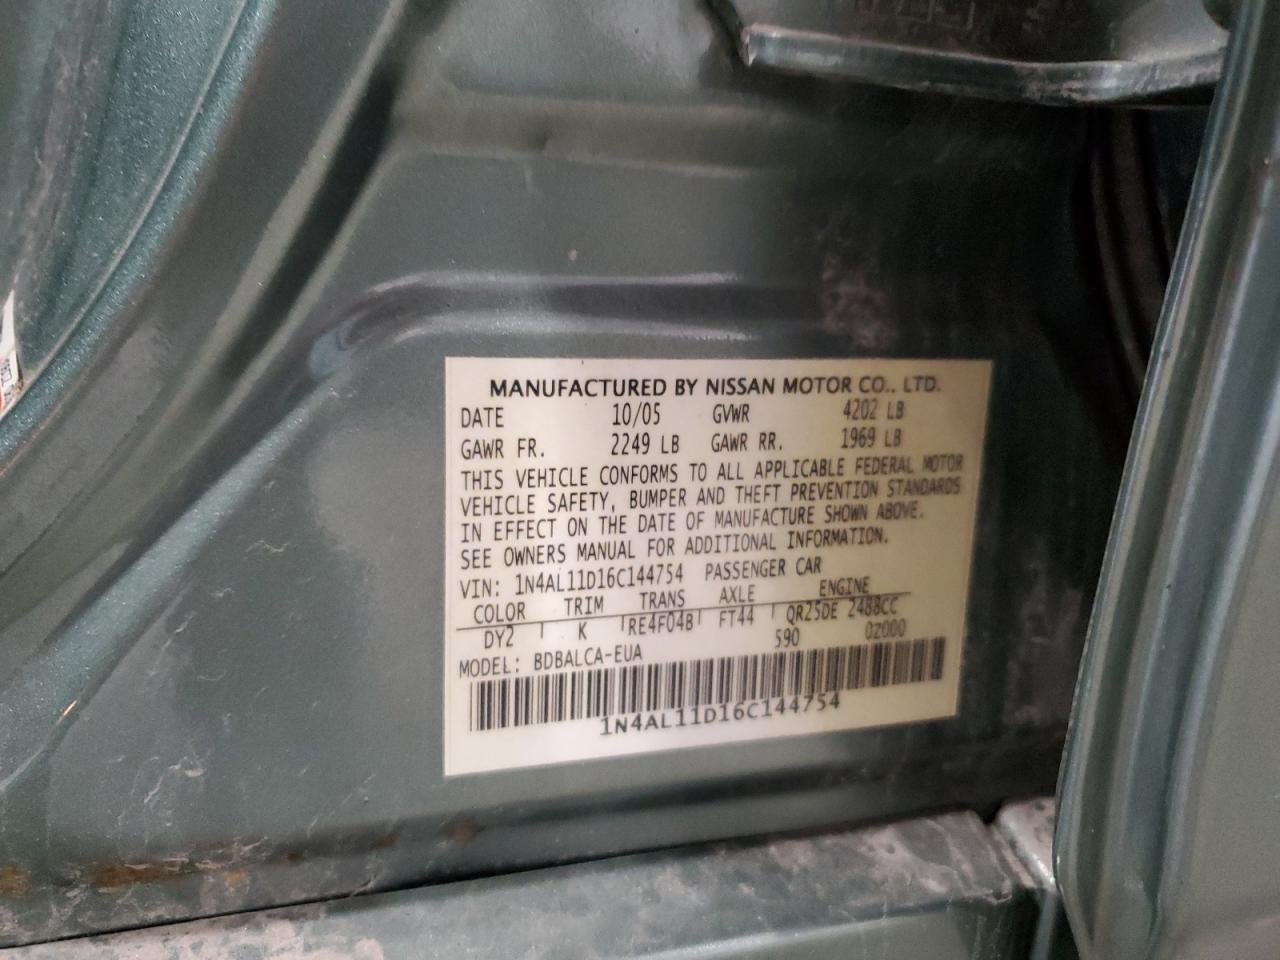 MANUFACTURED BY NISSAN MOTOR CO., LTD.
DATE 10/05 GVWR 4202 LB
GAWR FR. 2249 LB GAWR RR. 1969 LB
THIS VEHICLE CONFORMS TO ALL APPLICABLE FEDERAL MOTOR
VEHICLE SAFETY, BUMPER AND THEFT PREVENTION STANDARDS
IN EFFECT ON THE DATE OF MANUFACTURE SHOWN ABOVE.
SEE OWNERS MANUAL FOR ADDITIONAL INFORMATION.
VIN: 1N4AL11D16C144754 PASSENGER CAR
COLOR TRIM TRANS AXLE ENGINE
DY2 K RE4F04B FT44 QR25DE 2488CC
MODEL: BDBALCA-EUA 590 0Z000
1N4AL11D16C144754